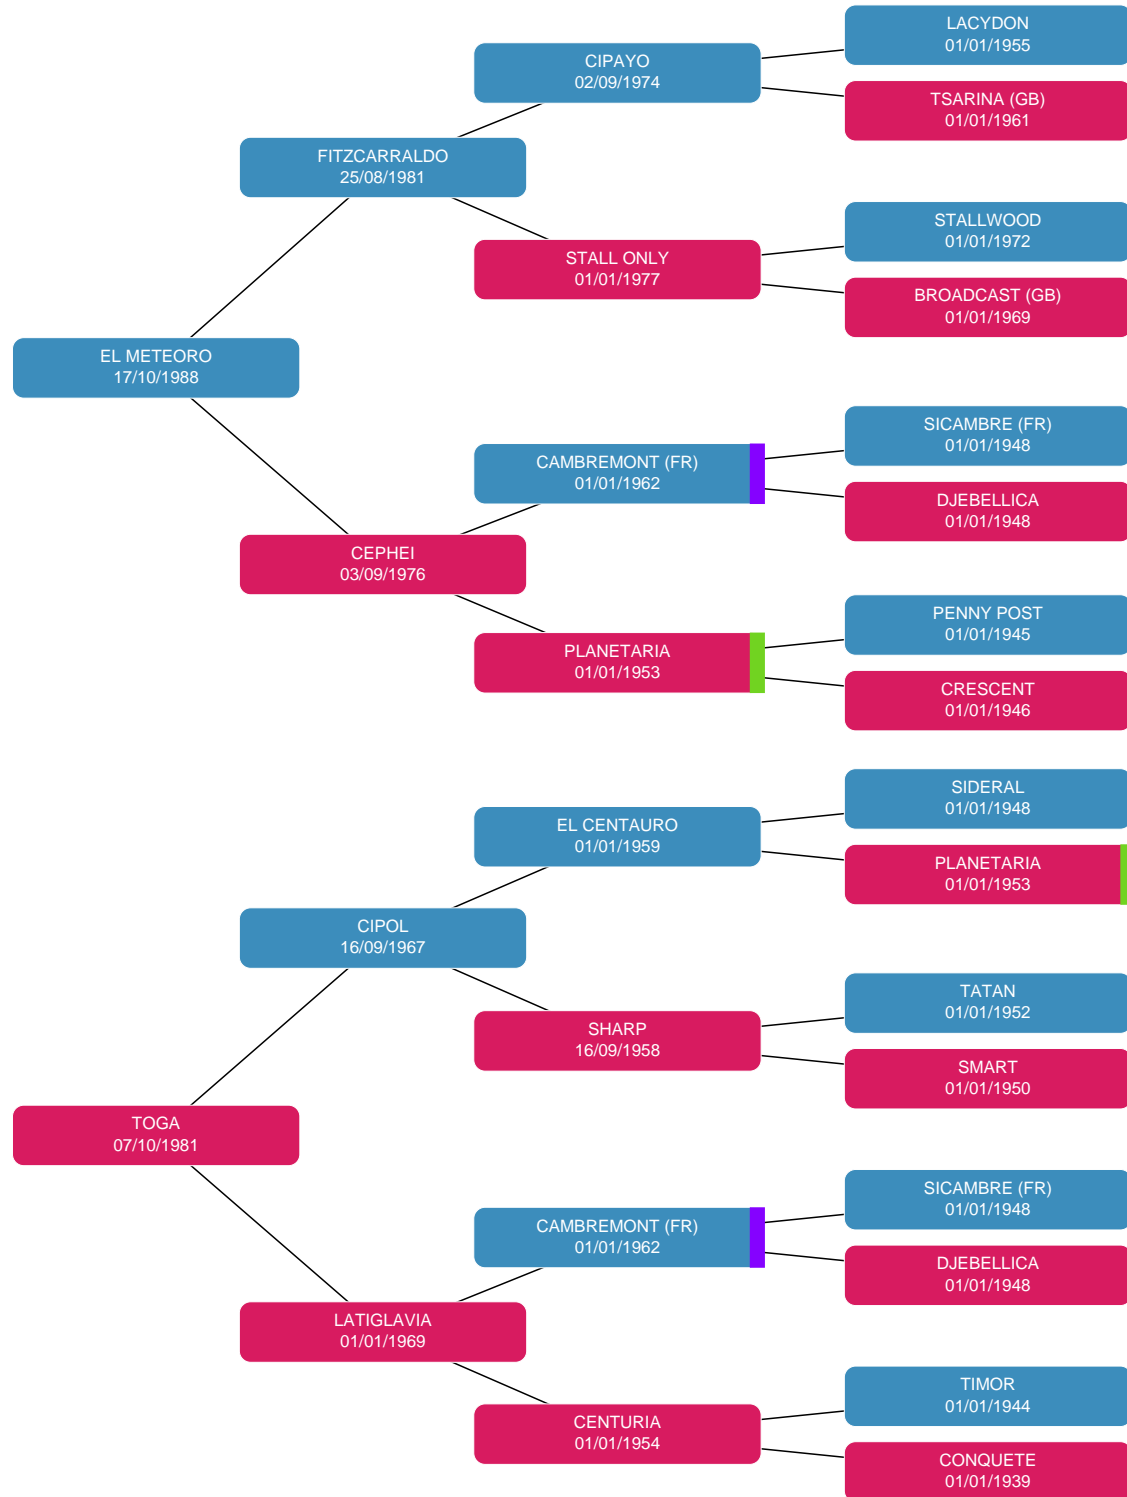 LACYDON
01/01/1955
CIPAYO
02/09/1974
TSARINA (GB)
01/01/1961
FITZCARRALDO
25/08/1981
STALLWOOD
01/01/1972
STALL ONLY
01/01/1977
BROADCAST (GB)
01/01/1969
EL METEORO
17/10/1988
SICAMBRE (FR)
01/01/1948
CAMBREMONT (FR)
01/01/1962
DJEBELLICA
01/01/1948
CEPHEI
03/09/1976
PENNY POST
01/01/1945
PLANETARIA
01/01/1953
CRESCENT
01/01/1946
SIDERAL
01/01/1948
EL CENTAURO
01/01/1959
PLANETARIA
01/01/1953
CIPOL
16/09/1967
TATAN
01/01/1952
SHARP
16/09/1958
SMART
01/01/1950
TOGA
07/10/1981
SICAMBRE (FR)
01/01/1948
CAMBREMONT (FR)
01/01/1962
DJEBELLICA
01/01/1948
LATIGLAVIA
01/01/1969
TIMOR
01/01/1944
CENTURIA
01/01/1954
CONQUETE
01/01/1939